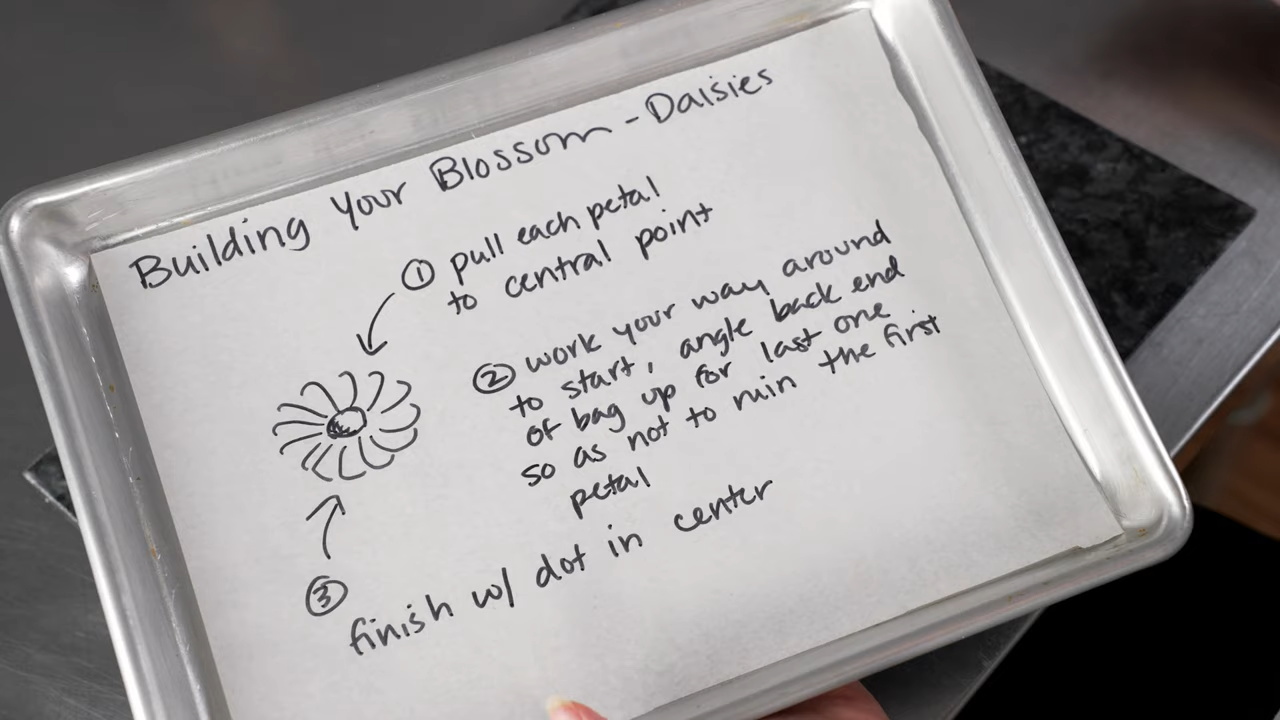 Building Your Blossom - Daisies
① pull each petal
to central point
② work your way around
to start, angle back end
of bag up for last one
so as not to ruin the first
petal
③
finish w/ dot in center